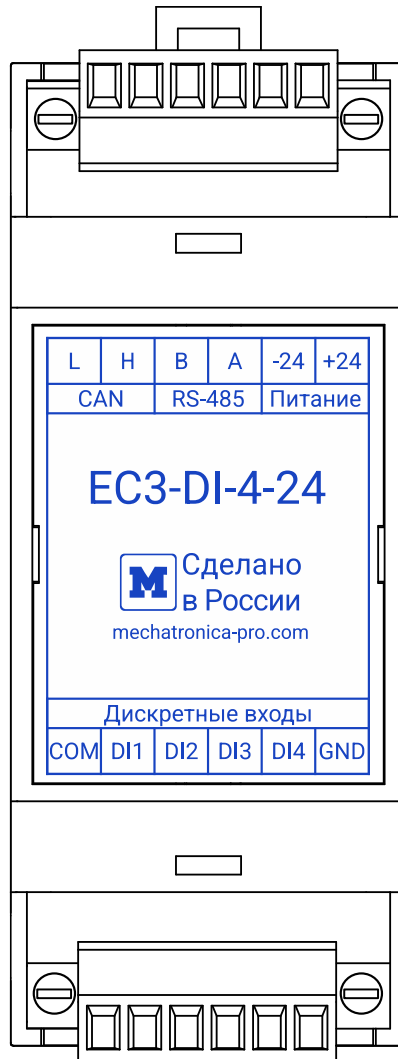 L H B A -24 +24
CAN RS-485 Питание
EC3-DI-4-24
M Сделано
в России
mechatronica-pro.com
Дискретные входы
COM DI1 DI2 DI3 DI4 GND